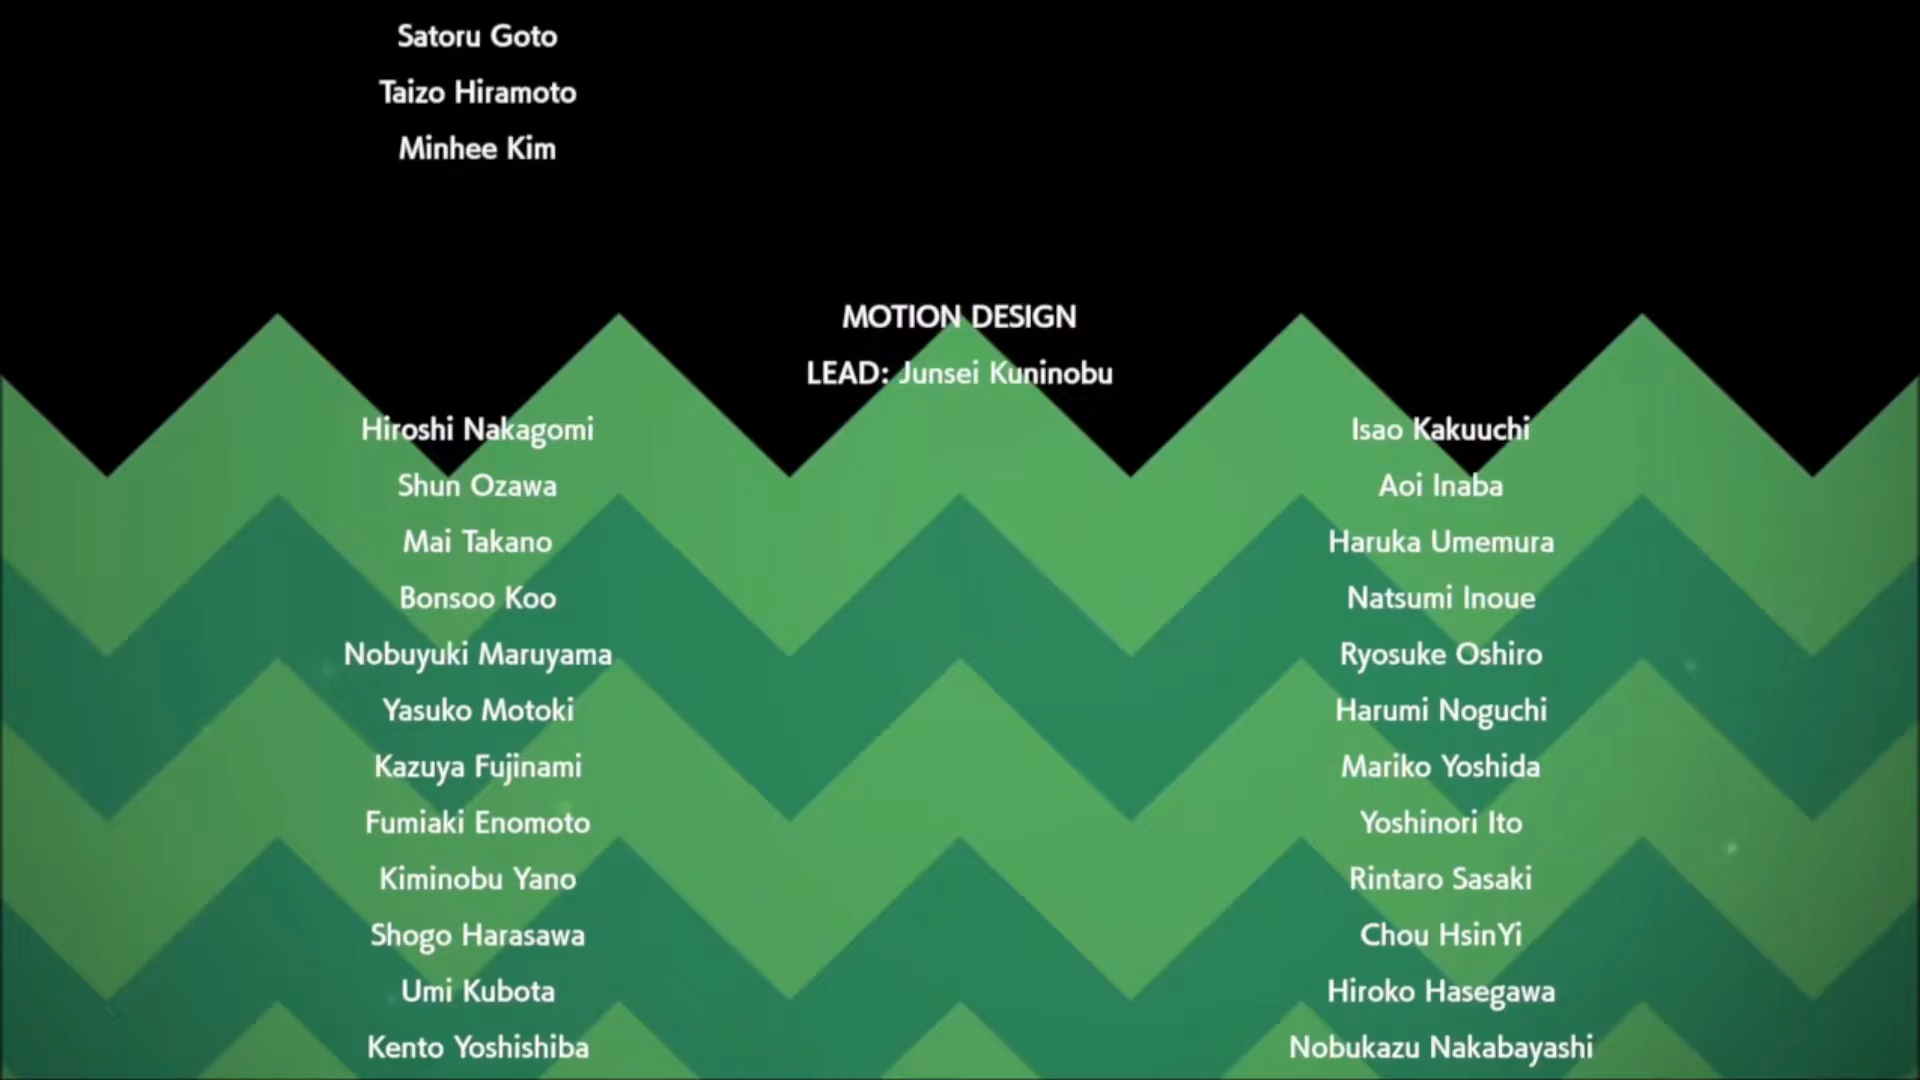 Satoru Goto
Taizo Hiramoto
Minhee Kim
MOTION DESIGN
LEAD: Junsei Kuninobu
Hiroshi Nakagomi
Isao Kakuuchi
Shun Ozawa
Aoi Inaba
Mai Takano
Haruka Umemura
Bonsoo Koo
Natsumi Inoue
Nobuyuki Maruyama
Ryosuke Oshiro
Yasuko Motoki
Harumi Noguchi
Kazuya Fujinami
Mariko Yoshida
Fumiaki Enomoto
Yoshinori Ito
Kiminobu Yano
Rintaro Sasaki
Shogo Harasawa
Chou HsinYi
Umi Kubota
Hiroko Hasegawa
Kento Yoshishiba
Nobukazu Nakabayashi